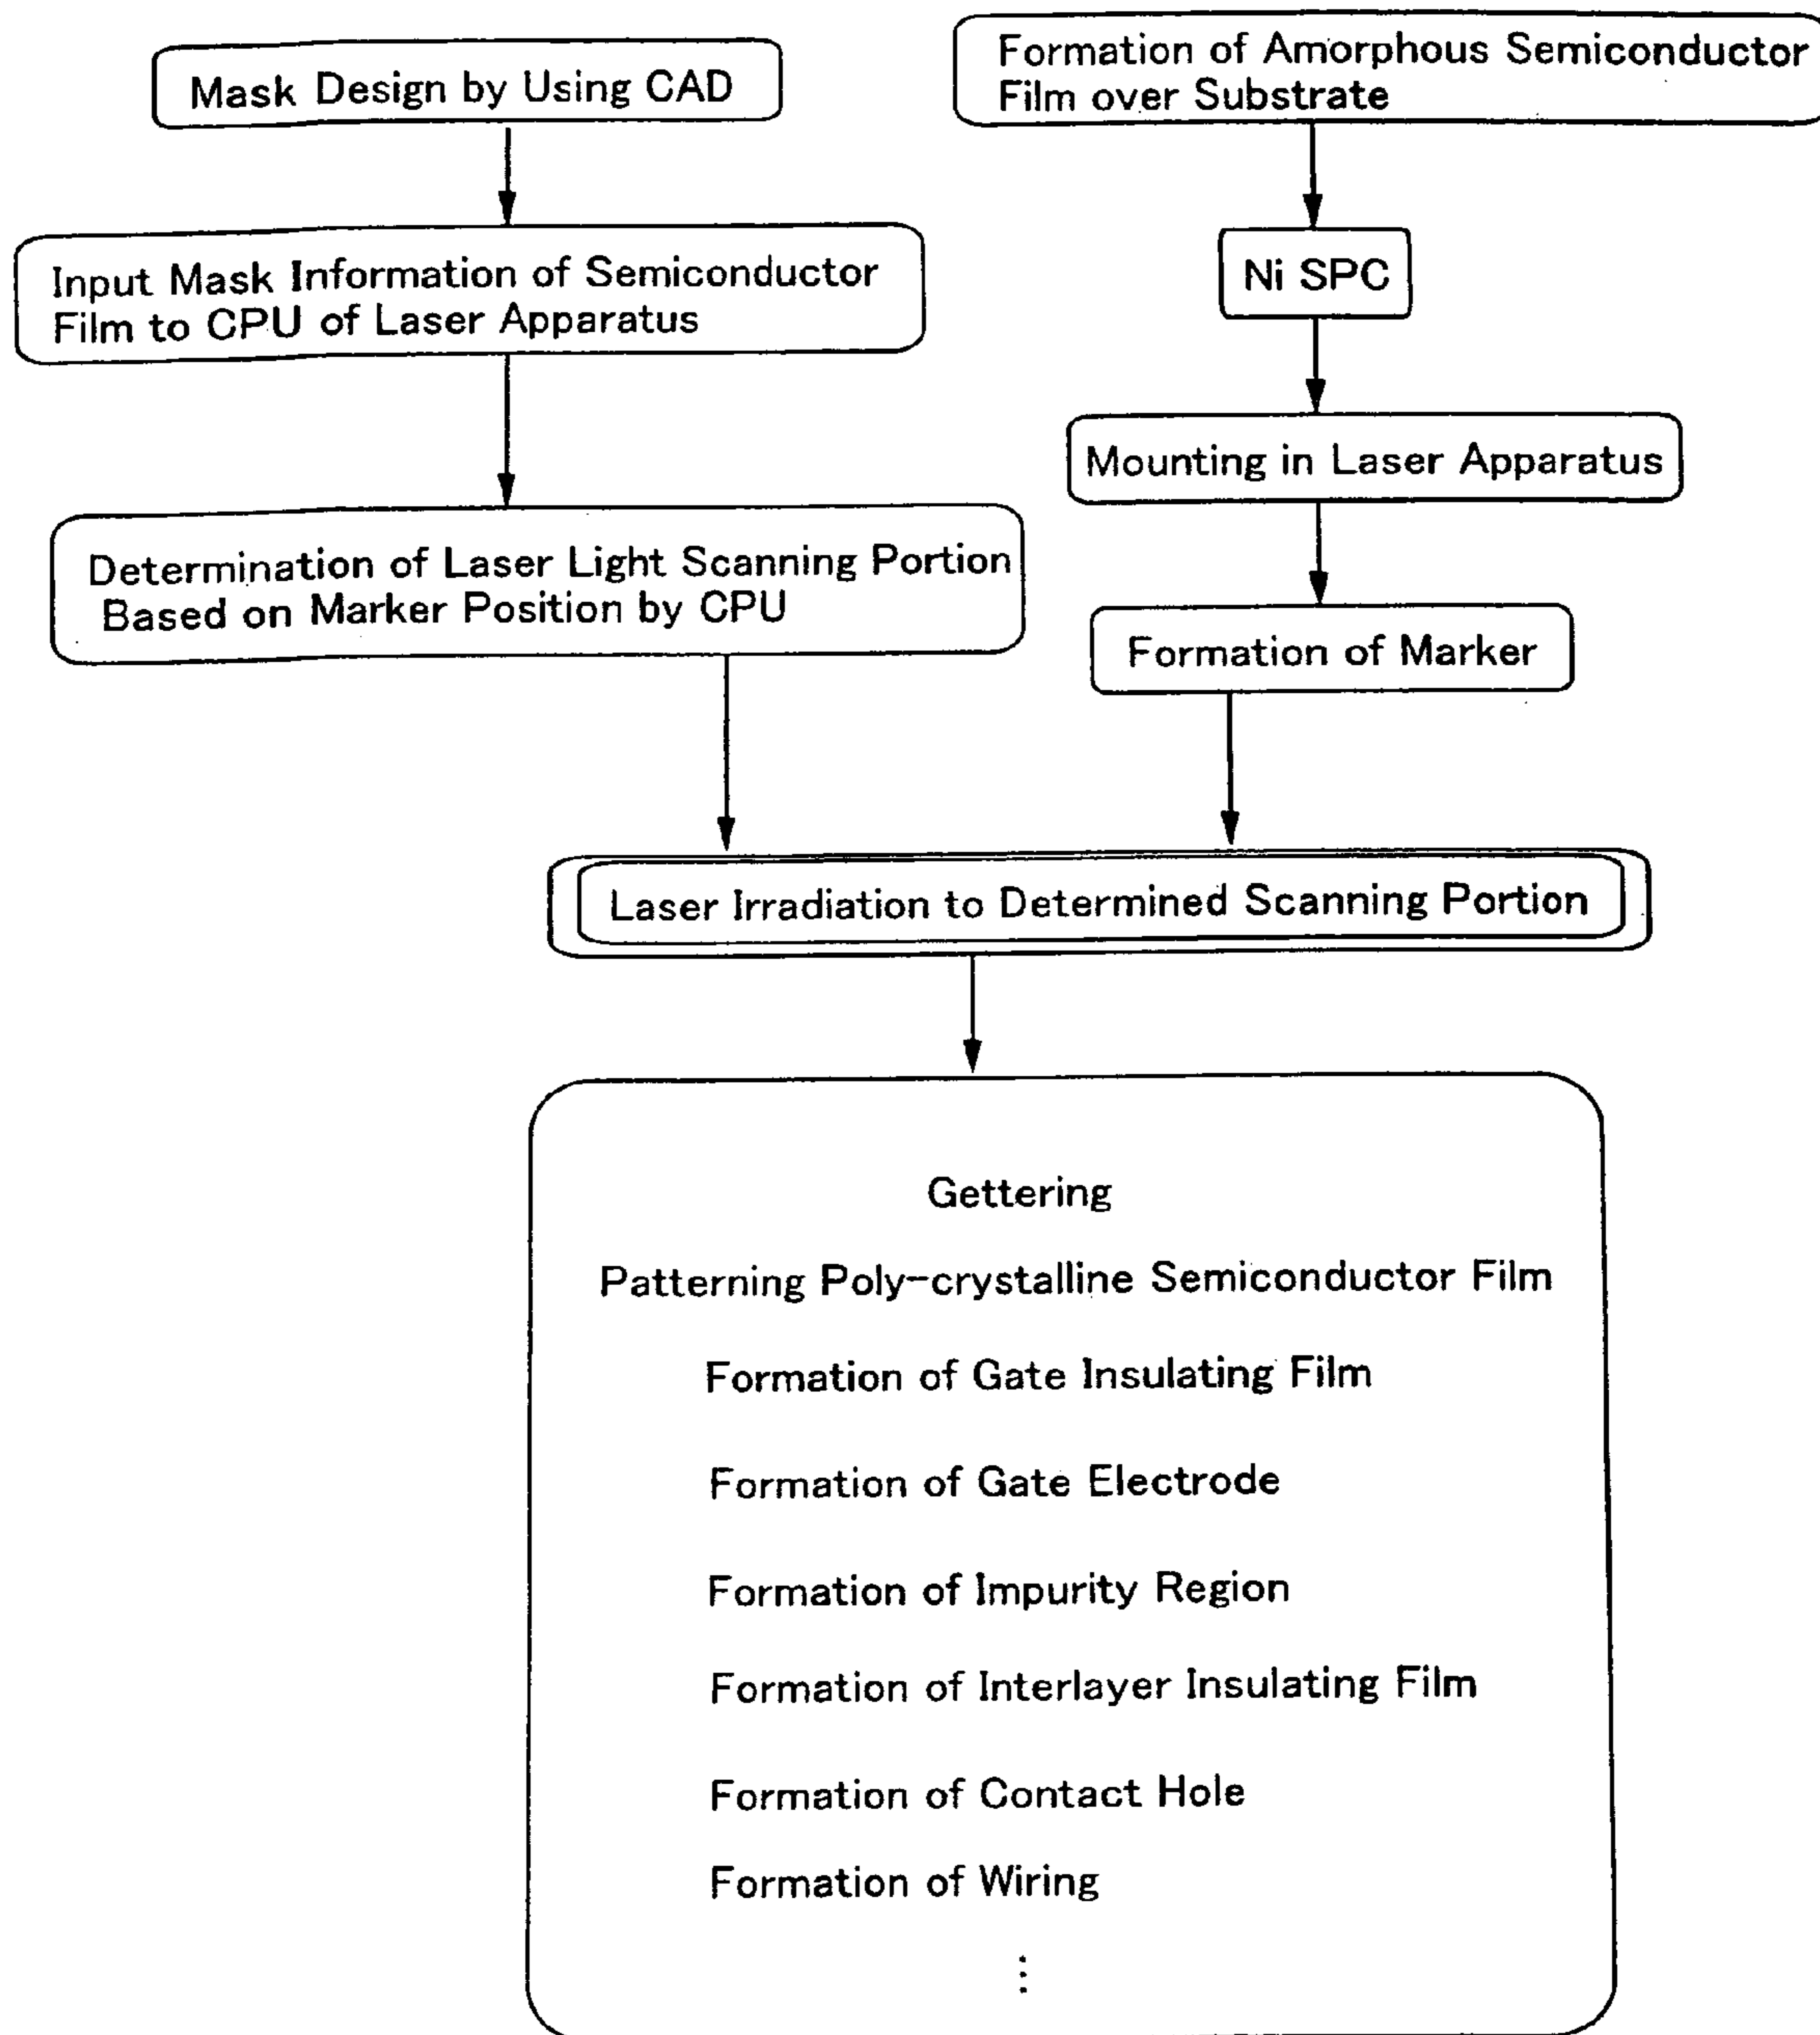 Mask Design by Using CAD
Input Mask Information of Semiconductor
Film to CPU of Laser Apparatus
Determination of Laser Light Scanning Portion
Based on Marker Position by CPU
Formation of Amorphous Semiconductor
Film over Substrate
Ni SPC
Mounting in Laser Apparatus
Formation of Marker
Laser Irradiation to Determined Scanning Portion
Gettering
Patterning Poly-crystalline Semiconductor Film
Formation of Gate Insulating Film
Formation of Gate Electrode
Formation of Impurity Region
Formation of Interlayer Insulating Film
Formation of Contact Hole
Formation of Wiring
⋮